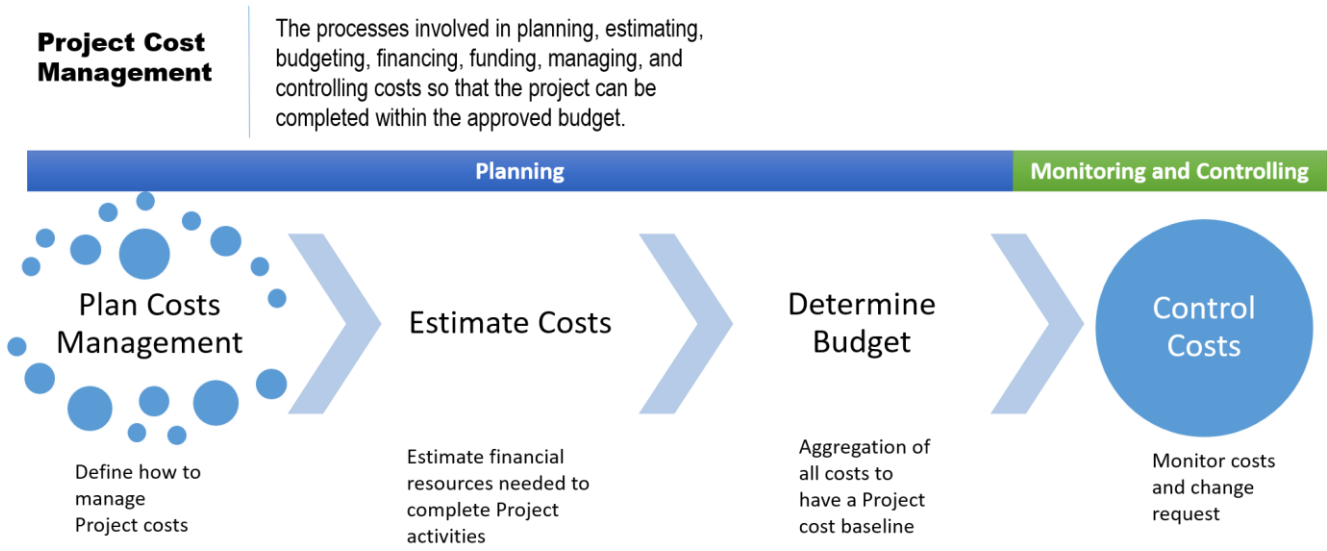 Project Cost
Management
The processes involved in planning, estimating,
budgeting, financing, funding, managing, and
controlling costs so that the project can be
completed within the approved budget.
Planning
Monitoring and Controlling
Plan Costs
Management
Estimate Costs
Determine
Budget
Control
Costs
Define how to
manage
Project costs
Estimate financial
resources needed to
complete Project
activities
Aggregation of
all costs to
have a Project
cost baseline
Monitor costs
and change
request